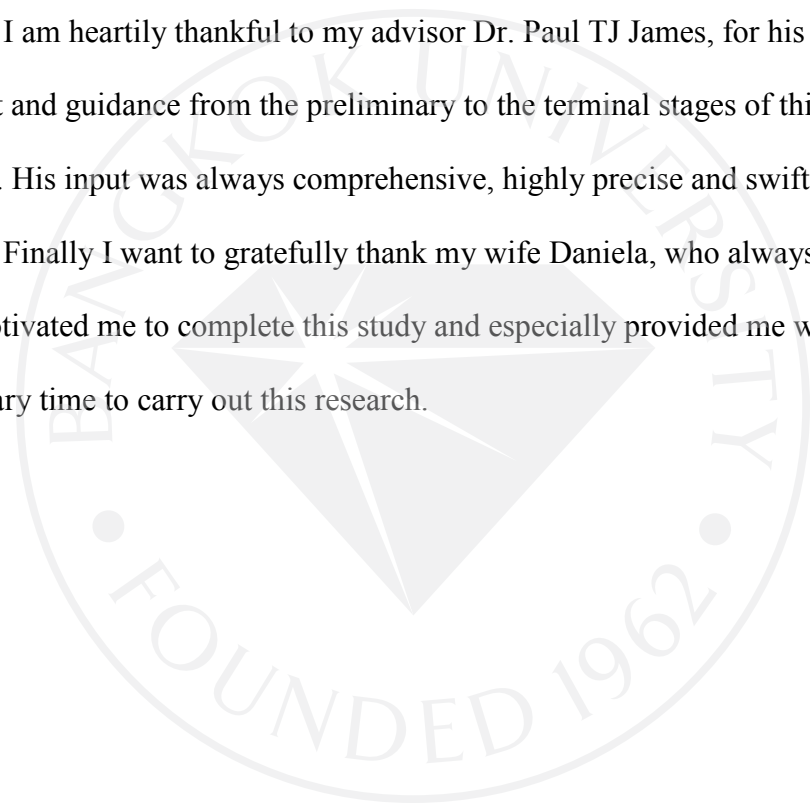 I am heartily thankful to my advisor Dr. Paul TJ James, for his
and guidance from the preliminary to the terminal stages of
. His input was always comprehensive, highly precise and swift
Finally I want to gratefully thank my wife Daniela, who always
me to complete this study and especially provided me
time to carry out this research.
BANGKOK UNIVERSITY
FOUNDED 1962